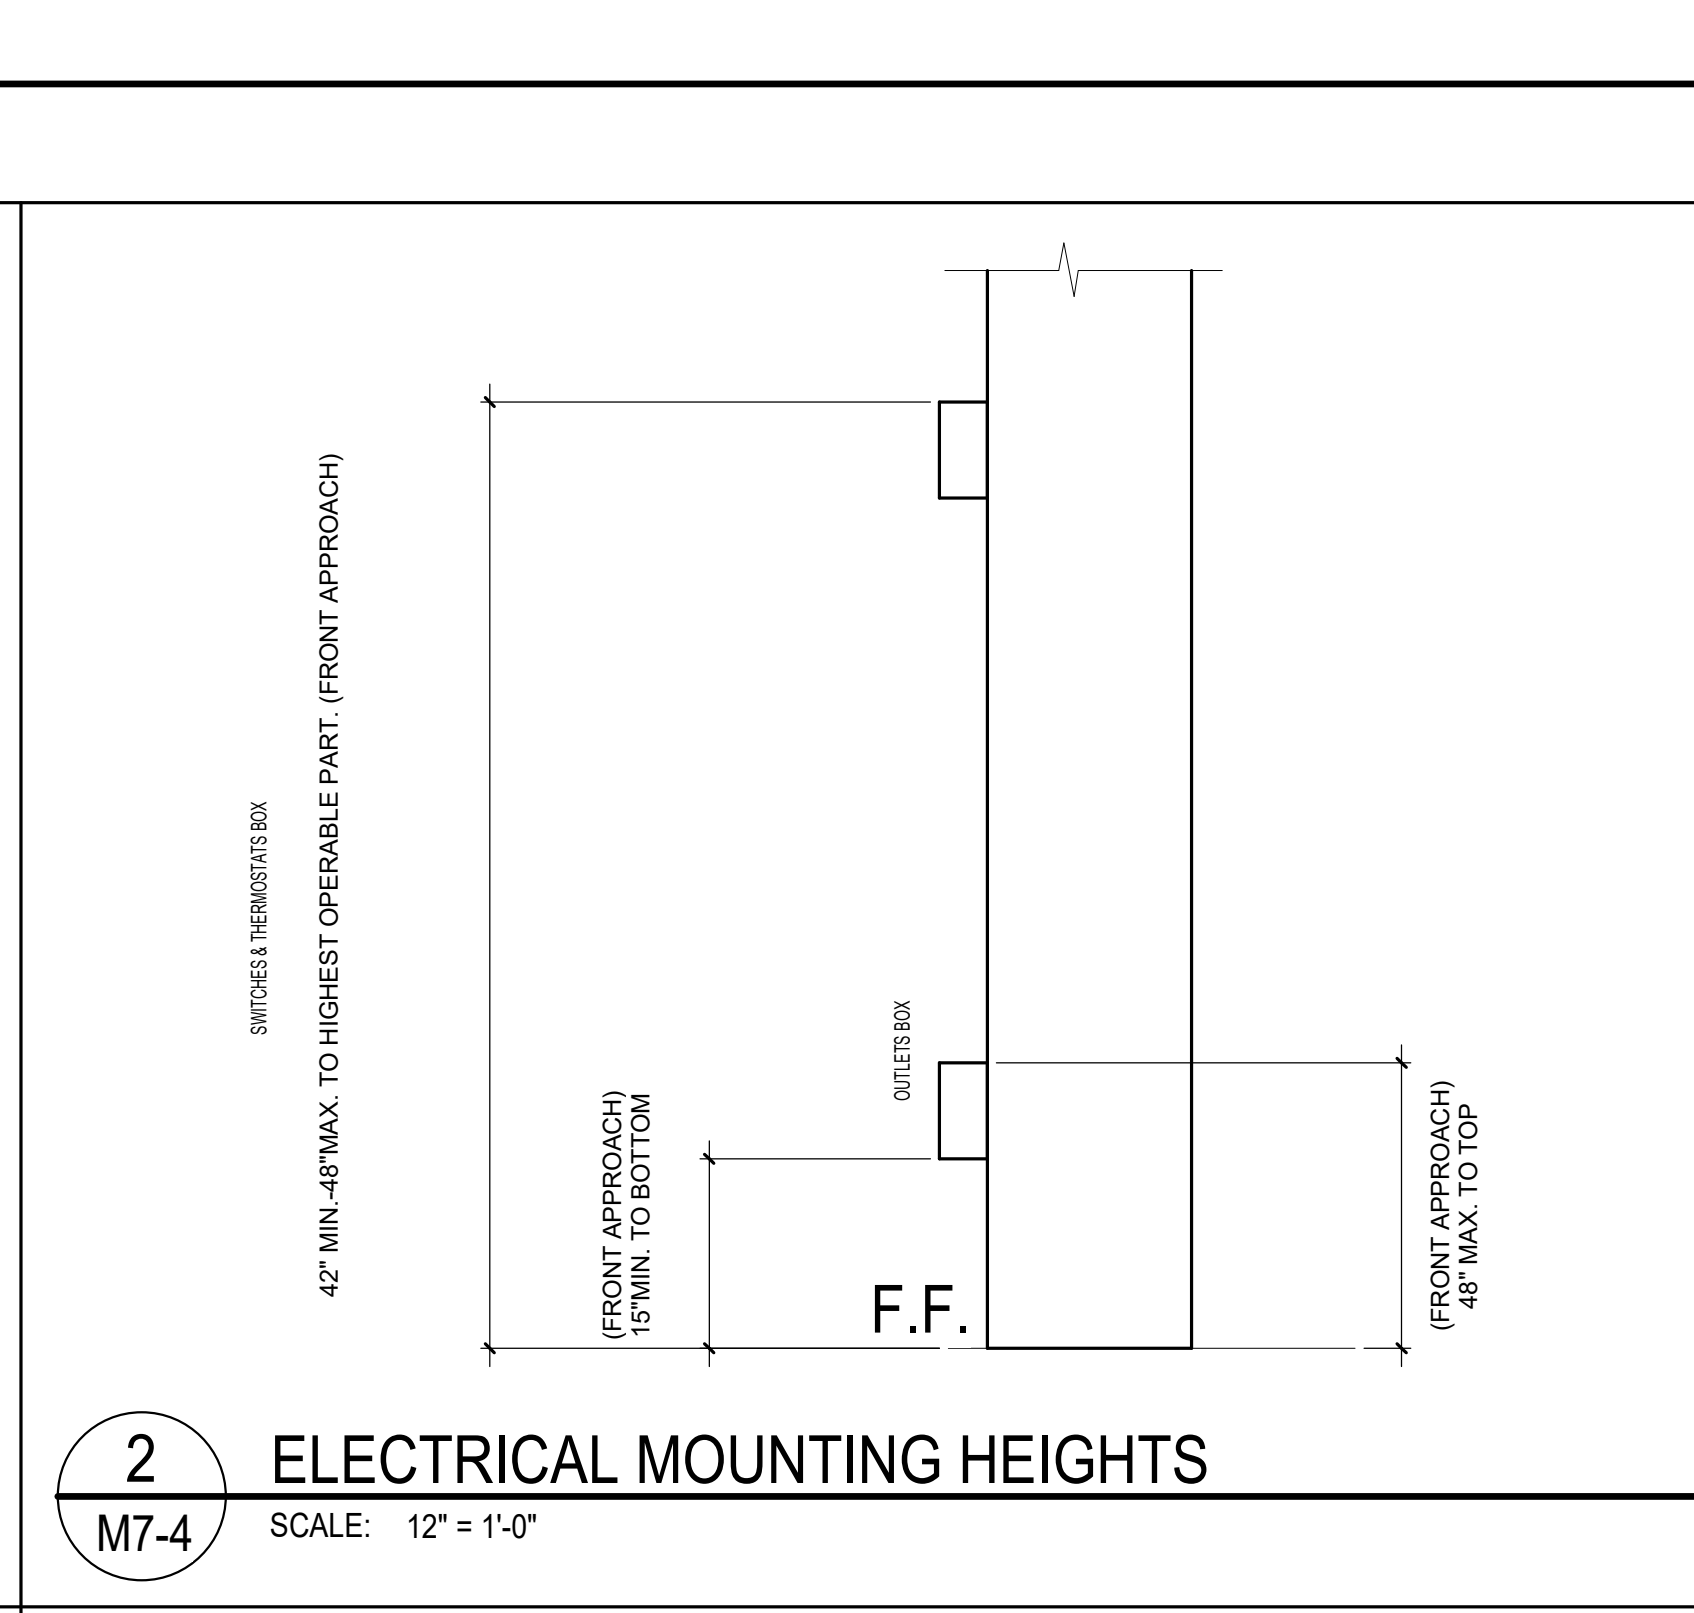 SWITCHES & THERMOSTATS BOX
42" MIN.-48"MAX. TO HIGHEST OPERABLE PART. (FRONT APPROACH)
(FRONT APPROACH)
15"MIN. TO BOTTOM
OUTLETS BOX
F.F.
(FRONT APPROACH)
48" MAX. TO TOP
2
M7-4
ELECTRICAL MOUNTING HEIGHTS
SCALE: 12" = 1'-0"